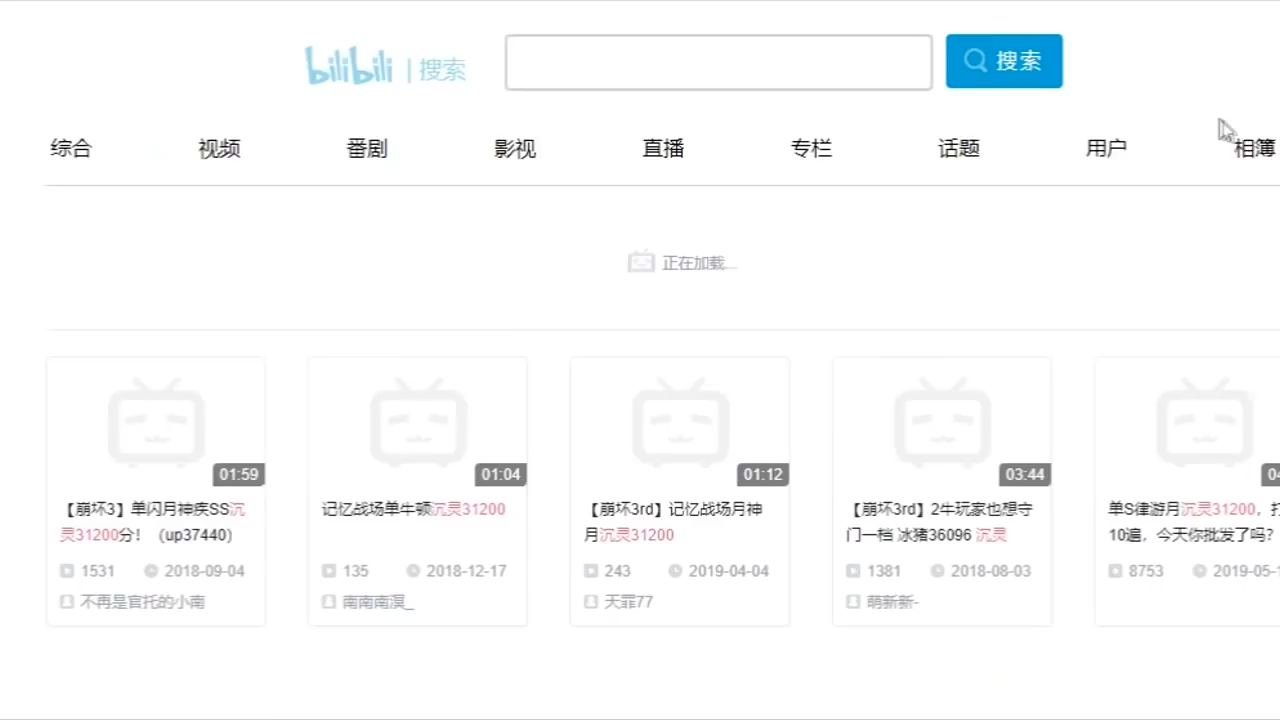 bilibili | 搜索
搜索
综合 视频 番剧 影视 直播 专栏 话题 用户 相簿
正在加载...
01:59
【崩坏3】单闪月神疾SS沉
灵31200分! (up37440)
1531 2018-09-04
不再是官托的小南
01:04
记忆战场单牛顿沉灵31200
135 2018-12-17
南南南溟_
01:12
【崩坏3rd】记忆战场月神
月沉灵31200
243 2019-04-04
天霏77
03:44
【崩坏3rd】2牛玩家也想守
门一档 冰猪36096 沉灵
1381 2018-08-03
萌新新-
04
单S律游月沉灵31200，打
10遍，今天你批发了吗?
8753 2019-05-1